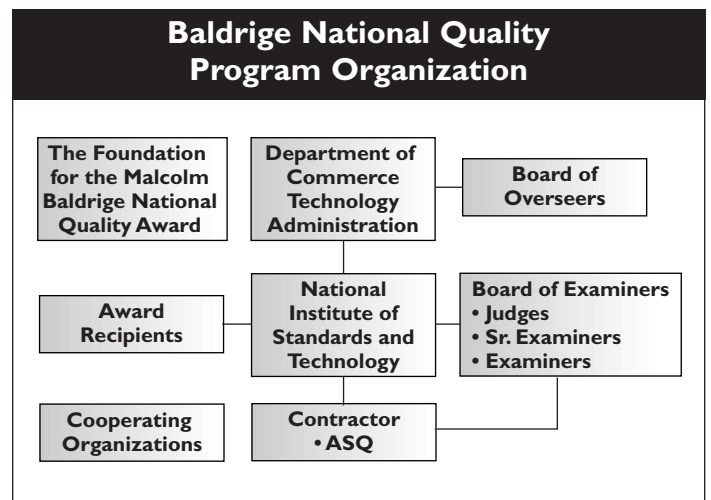 Baldrige National Quality
Program Organization
The Foundation
for the Malcolm
Baldrige National
Quality Award
Department of
Commerce
Technology
Administration
Board of
Overseers
Award
Recipients
National
Institute of
Standards and
Technology
Board of Examiners
• Judges
• Sr. Examiners
• Examiners
Cooperating
Organizations
Contractor
• ASQ